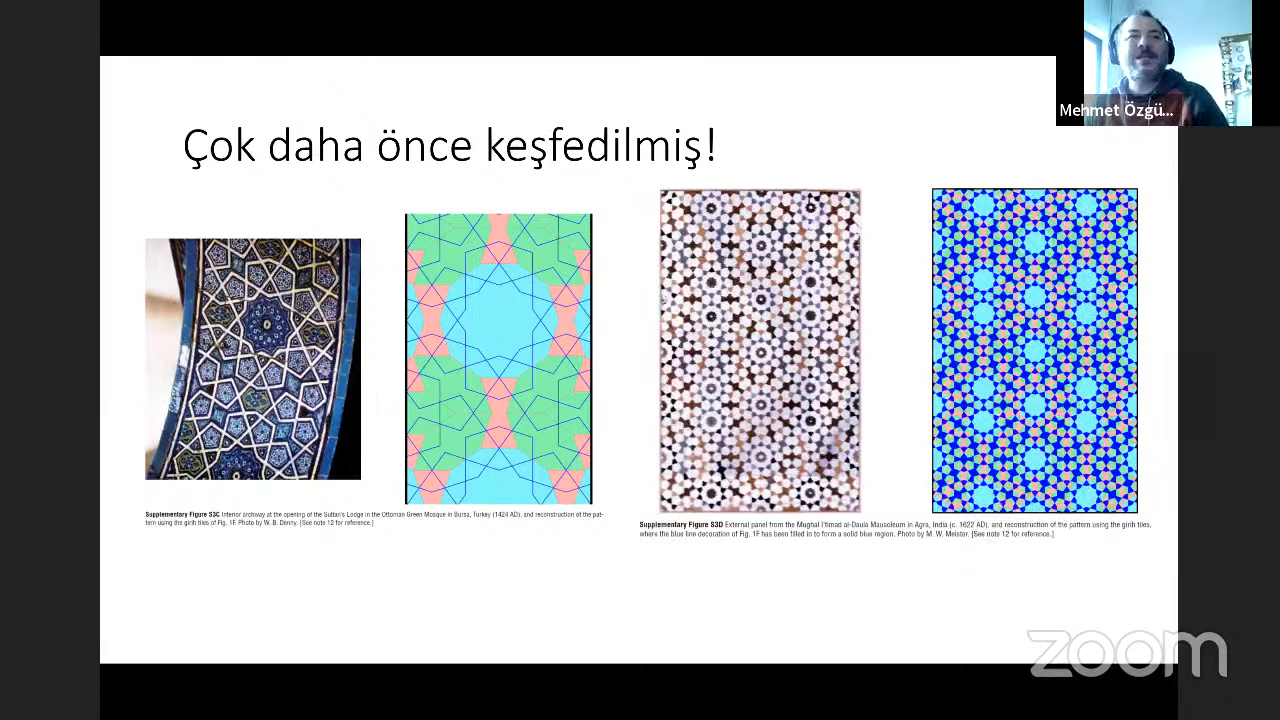 Mehmet Özgü...
Çok daha önce keşfedilmiş!
Supplementary Figure S3C Interior archway at the opening of the Sultan's Lodge in the Ottoman Green Mosque in Bursa, Turkey (1424 AD), and reconstruction of the pat-
tern using the girih tiles of Fig. 1F. Photo by W. B. Denny. [See note 12 for reference.]
Supplementary Figure S3D External panel from the Mughal I'timad al-Daula Mausoleum in Agra, India (c. 1622 AD), and reconstruction of the pattern using the girih tiles,
where the blue line decoration of Fig. 1F has been filled in to form a solid blue region. Photo by M. W. Meister. [See note 12 for reference.]
zoom